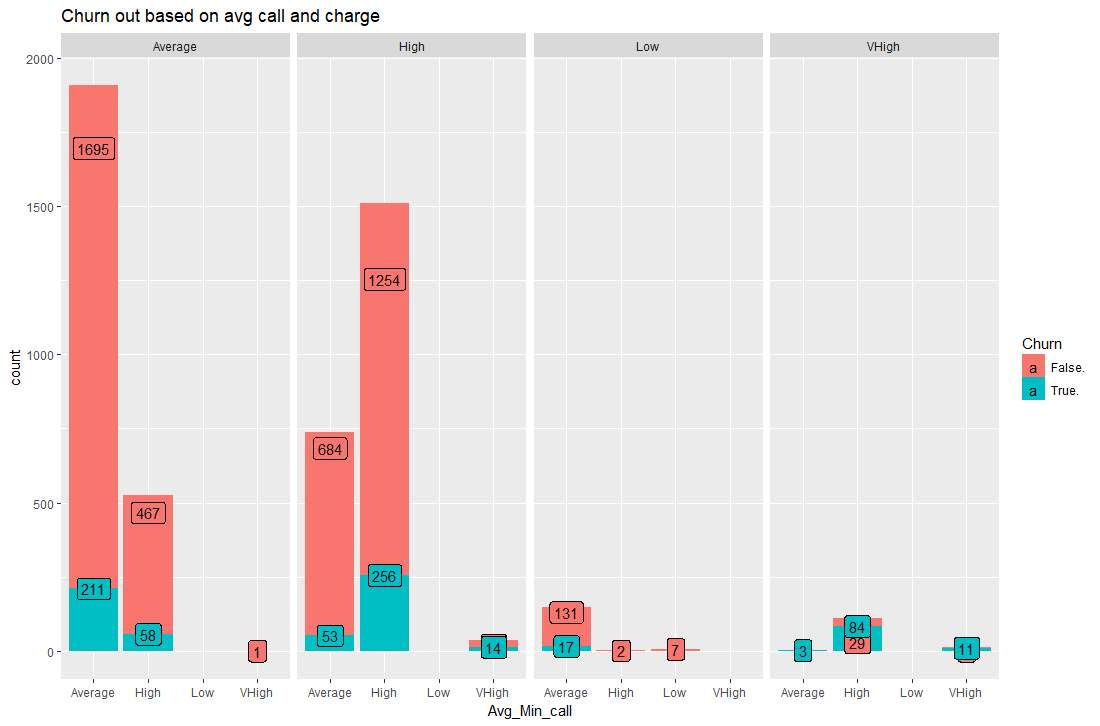 Churn out based on avg call and charge
Average High Low VHigh
2000
1500
1000
500
0
count
1695
211
467
58
1
684
53
1254
256
14
131
17
2
7
3
84
29
11
Average High Low VHigh Average High Low VHigh Average High Low VHigh Average High Low VHigh
Avg_Min_call
Churn
a False.
a True.